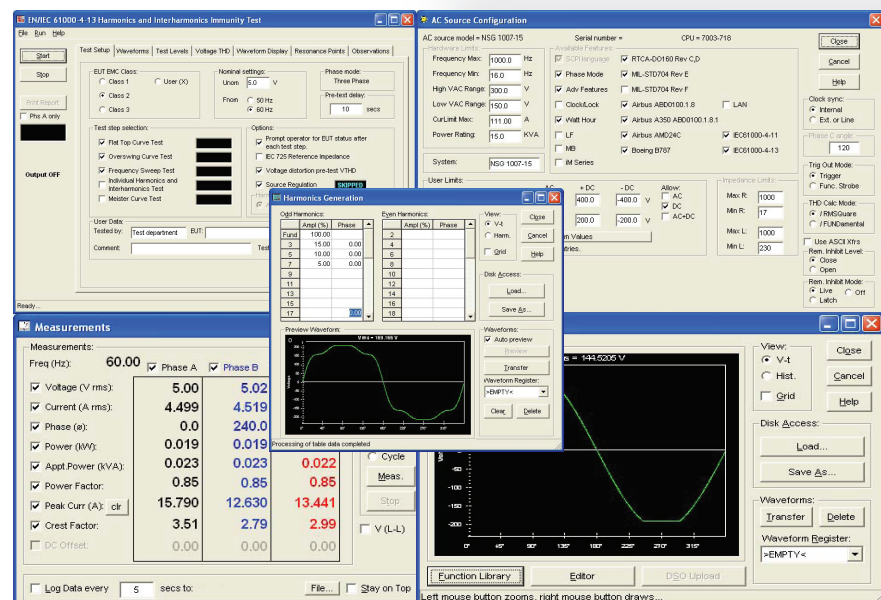 EN/IEC 61000-4-13 Harmonics and Interharmonics Immunity Test
File Run Help
Start
Stop
Print Report
Phs A only
Output OFF
Test Setup Waveforms Test Levels Voltage THD Waveform Display Resonance Points Observations
EUT EMC Class:
Class 1 User (X)
Class 2
Class 3
Nominal settings:
Unom 5.0 V
Fnom 50 Hz
60 Hz
Phase mode:
Three Phase
Pre-test delay:
10 secs
Test step selection:
Flat Top Curve Test
Overswing Curve Test
Frequency Sweep Test
Individual Harmonics and Interharmonics Test
Meister Curve Test
Options:
Prompt operator for EUT status after each test step.
IEC 725 Reference Impedance
Voltage distortion pre-test VTHD
Source Regulation SKIPPED
User Data:
Tested by: Test department EUT:
Comment:
Ready...
AC Source Configuration
AC source model = NSG 1007-15 Serial number = CPU = 7003-718
Hardware Limits:
Frequency Max: 1000.0 Hz
Frequency Min: 16.0 Hz
High VAC Range: 300.0 V
Low VAC Range: 150.0 V
CurLimit Max: 111.00 A
Power Rating: 15.0 KVA
System: NSG 1007-15
Available Features:
SCPI language RTCA-DO160 Rev C,D
Phase Mode MIL-STD704 Rev E
Adv Features MIL-STD704 Rev F
Clock/Lock Airbus ABD0100.1.8 LAN
Watt Hour Airbus A350 ABD0100.1.8.1
LF Airbus AMD24C IEC61000-4-11
MB Boeing B787 IEC61000-4-13
iM Series
User Limits:
+ DC - DC
400.0 -400.0 V
200.0 -200.0 V
Allow:
AC
DC
AC+DC
Impedance Limits:
Max R: 1000
Min R: 17
Max L: 1000
Min L: 230
Close
Cancel
Help
Clock sync:
Internal
Ext. or Line
Phase C angle:
120
Trig Out Mode:
Trigger
Func. Strobe
THD Calc Mode:
/ RMSquare
/ FUNDamental
Use ASCII Xfrs
Rem. Inhibit Level:
Close
Open
Rem. Inhibit Mode:
Live Off
Latch
Harmonics Generation
Odd Harmonics:
Ampl (%) Phase
Fund 100.00
3 15.00 0.00
5 10.00 0.00
7 5.00 0.00
9
11
13
15
17 0.00
Even Harmonics:
Ampl (%) Phase
2
4
6
8
10
12
14
16
18
View:
V-t
Harm.
Grid
Close
Cancel
Help
Disk Access:
Load...
Save As...
Preview Waveform:
Voltage
Waveforms:
Auto preview
Preview
Transfer
Waveform Register:
>EMPTY<
Clear Delete
Processing of table data completed
Measurements
Measurements:
Freq (Hz): 60.00 Phase A Phase B
Voltage (V rms): 5.00 5.02
Current (A rms): 4.499 4.519
Phase (ø): 0.0 240.0
Power (kW): 0.019 0.019
Appt.Power (kVA): 0.023 0.023 0.022
Power Factor: 0.85 0.85 0.85
Peak Curr (A): clr 15.790 12.630 13.441
Crest Factor: 3.51 2.79 2.99
DC Offset: 0.00 0.00 0.00
Cycle
Meas.
Stop
V (L-L)
Log Data every 5 secs to: File... Stay on Top
= 144.5205 V
-50
-100
-150
-200
0° 45° 90° 135° 180° 225° 270° 315°
Function Library Editor DSO Upload
Left mouse button zooms, right mouse button draws...
View:
V-t
Hist.
Grid
Close
Cancel
Help
Disk Access:
Load...
Save As...
Waveforms:
Transfer Delete
Waveform Register:
>EMPTY<